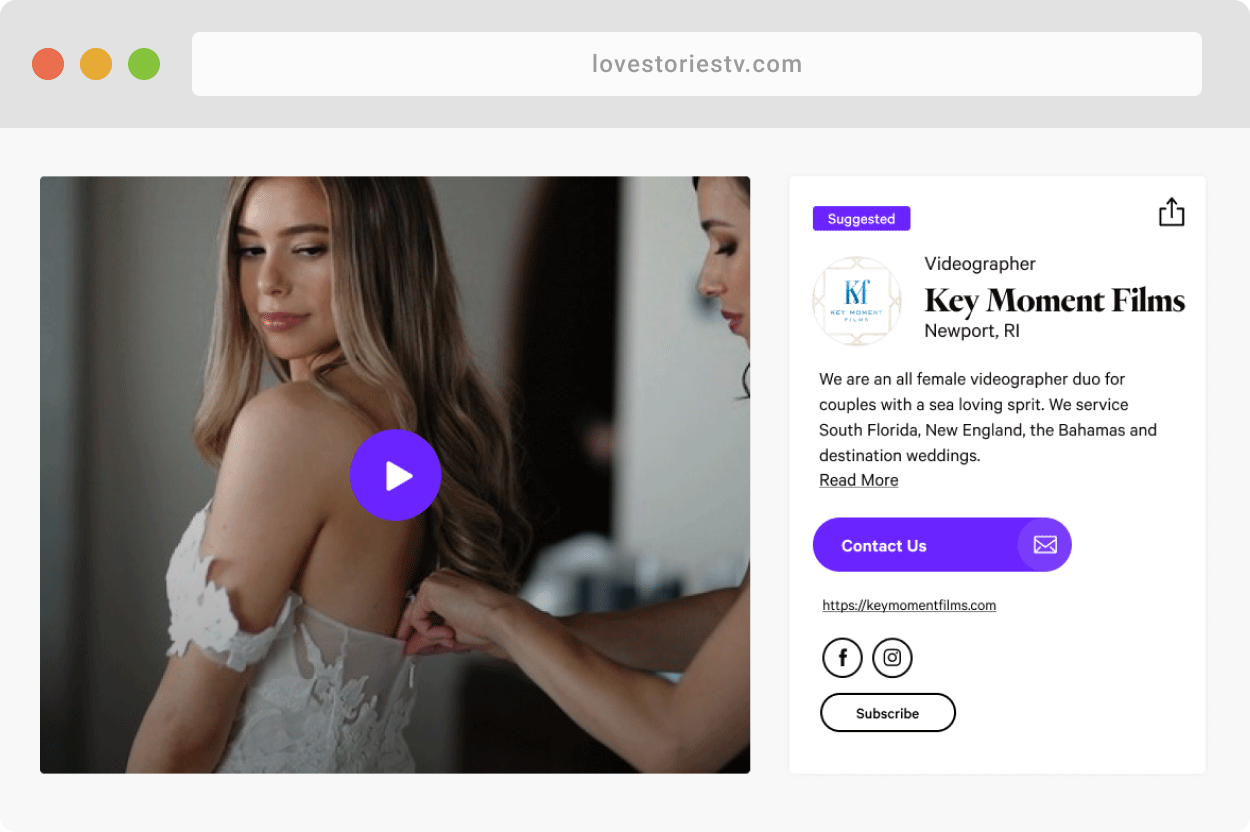 lovestoriestv.com
Suggested
KEY MOMENT
FILMS
Videographer
Key Moment Films
Newport, RI
We are an all female videographer duo for
couples with a sea loving sprit. We service
South Florida, New England, the Bahamas and
destination weddings.
Read More
Contact Us
https://keymomentfilms.com
Subscribe